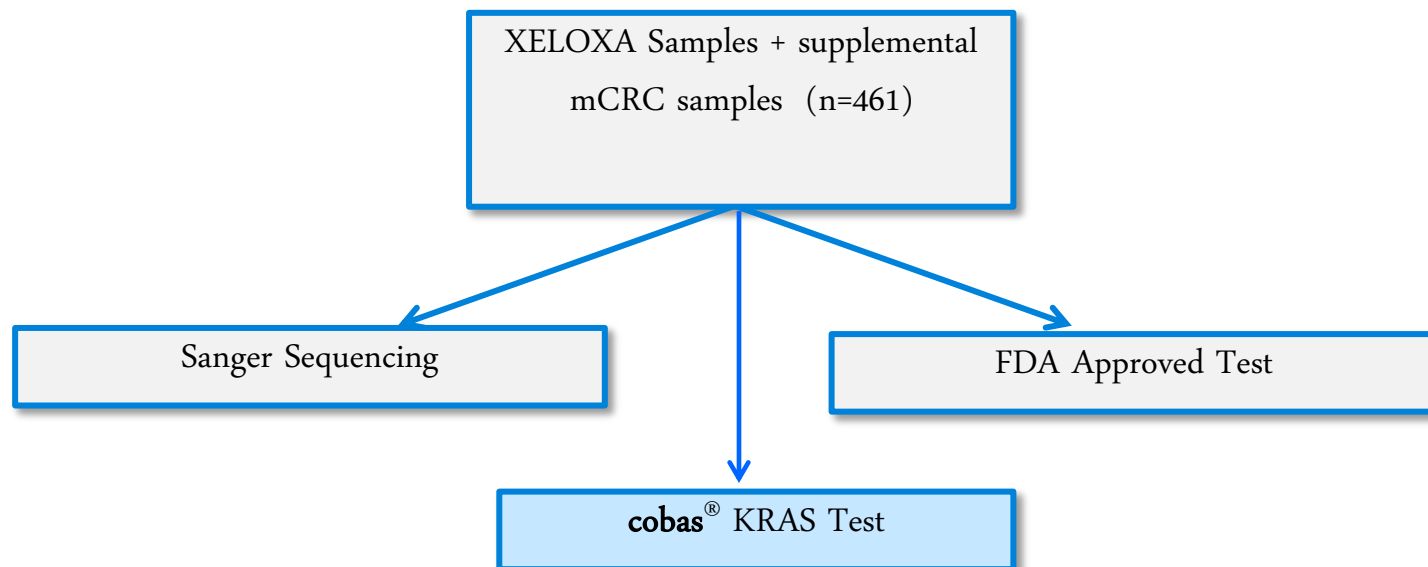 XELOXA Samples + supplemental
mCRC samples (n=461)
Sanger Sequencing
FDA Approved Test
cobas® KRAS Test